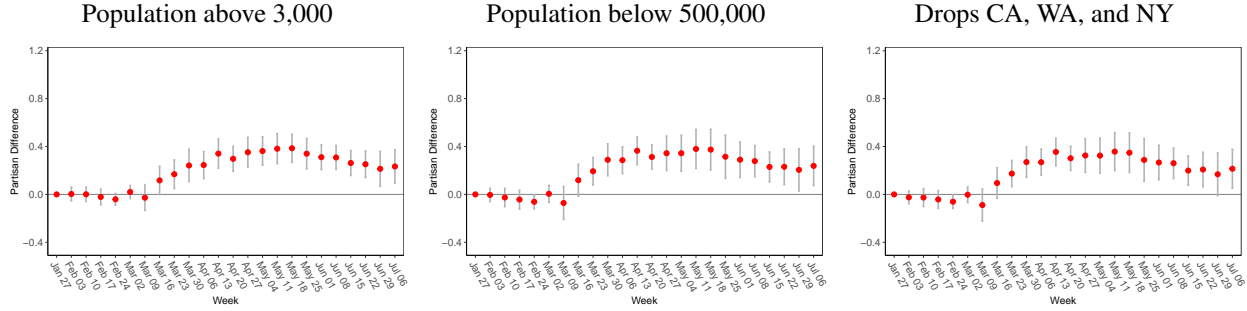 Population above 3,000
Population below 500,000
Drops CA, WA, and NY
Partisan Difference
1.2
0.8
0.4
0.0
−0.4
Jan 27
Feb 03
Feb 10
Feb 17
Feb 24
Mar 02
Mar 09
Mar 16
Mar 23
Mar 30
Apr 06
Apr 13
Apr 20
Apr 27
May 04
May 11
May 18
May 25
Jun 01
Jun 08
Jun 15
Jun 22
Jun 29
Jul 06
Week
Partisan Difference
1.2
0.8
0.4
0.0
−0.4
Jan 27
Feb 03
Feb 10
Feb 17
Feb 24
Mar 02
Mar 09
Mar 16
Mar 23
Mar 30
Apr 06
Apr 13
Apr 20
Apr 27
May 04
May 11
May 18
May 25
Jun 01
Jun 08
Jun 15
Jun 22
Jun 29
Jul 06
Week
Partisan Difference
1.2
0.8
0.4
0.0
−0.4
Jan 27
Feb 03
Feb 10
Feb 17
Feb 24
Mar 02
Mar 09
Mar 16
Mar 23
Mar 30
Apr 06
Apr 13
Apr 20
Apr 27
May 04
May 11
May 18
May 25
Jun 01
Jun 08
Jun 15
Jun 22
Jun 29
Jul 06
Week